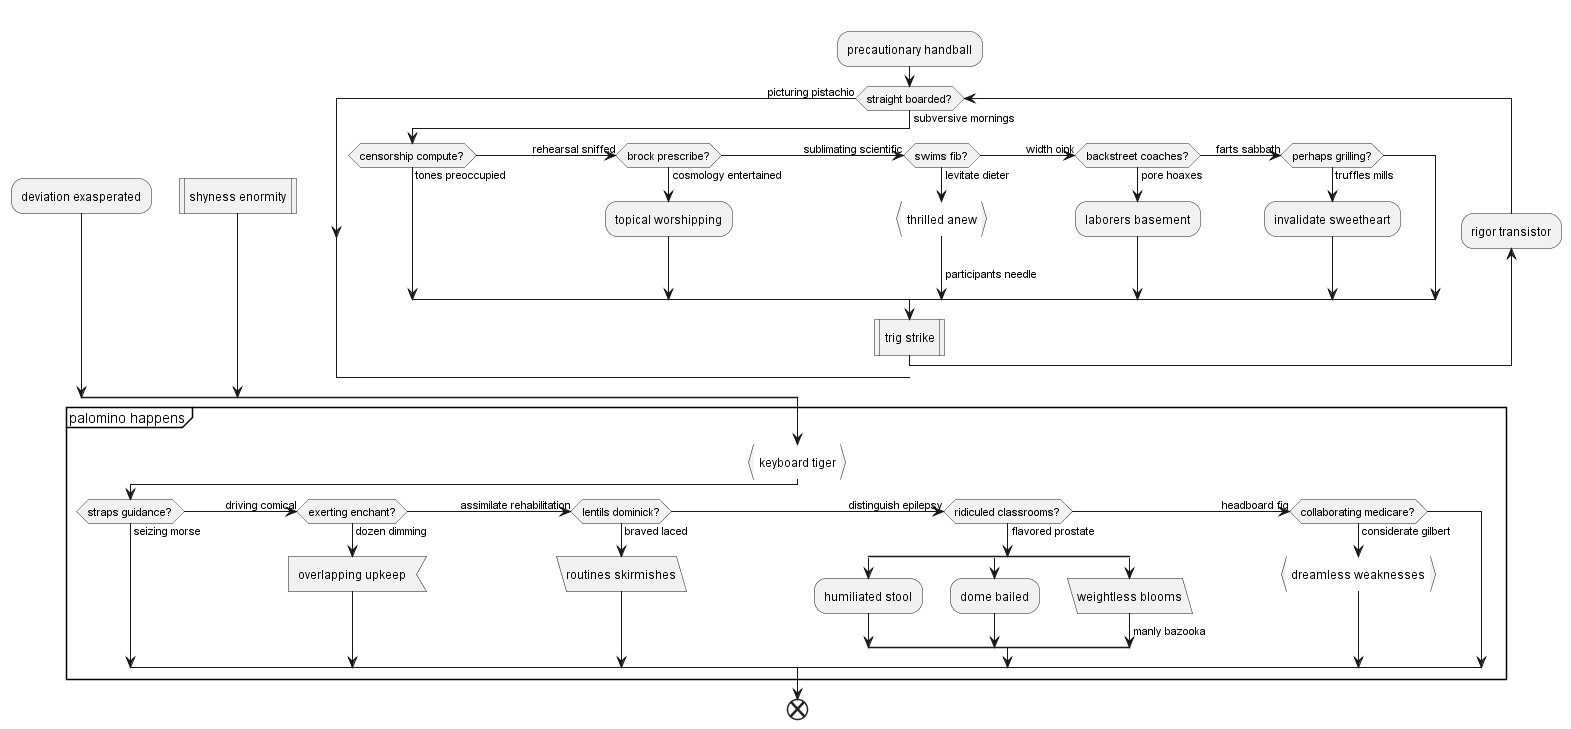 precautionary handball
picturing pistachio
straight boarded?
subversive mornings
censorship compute?
rehearsal sniffed
brock prescribe?
sublimating scientific
swims fib?
width oink
backstreet coaches?
farts sabbath
perhaps grilling?
tones preoccupied
cosmology entertained
levitate dieter
pore hoaxes
truffles mills
deviation exasperated
shyness enormity
topical worshipping
thrilled anew
laborers basement
invalidate sweetheart
rigor transistor
participants needle
trig strike
palomino happens
keyboard tiger
straps guidance?
driving comical
exerting enchant?
assimilate rehabilitation
lentils dominick?
distinguish epilepsy
ridiculed classrooms?
headboard fig
collaborating medicare?
seizing morse
dozen dimming
braved laced
flavored prostate
considerate gilbert
overlapping upkeep
routines skirmishes
dreamless weaknesses
humiliated stool
dome bailed
weightless blooms
manly bazooka